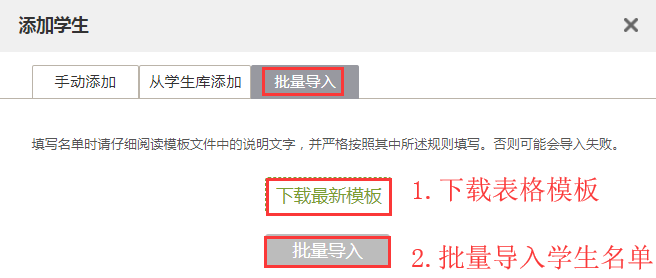 添加学生
手动添加 从学生库添加 批量导入
填写名单时请仔细阅读模板文件中的说明文字，并严格按照其中所述规则填写。否则可能会导入失败。
下载最新模板 1.下载表格模板
批量导入 2.批量导入学生名单